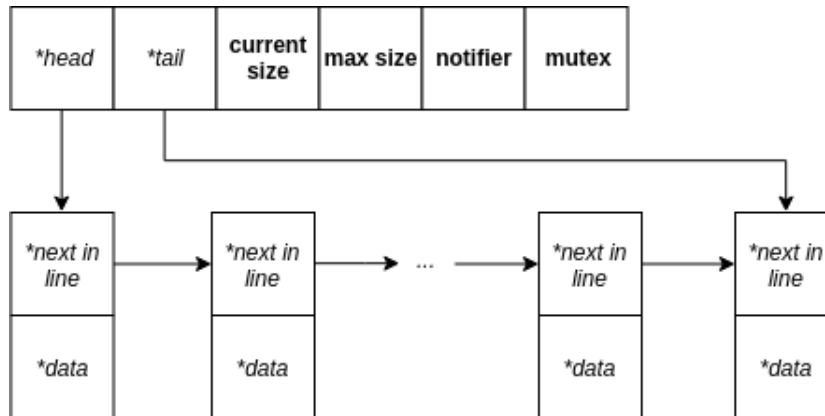 *head
*tail
current
size
max size
notifier
mutex
*next in
line
*next in
line
...
*next in
line
*next in
line
*data
*data
*data
*data